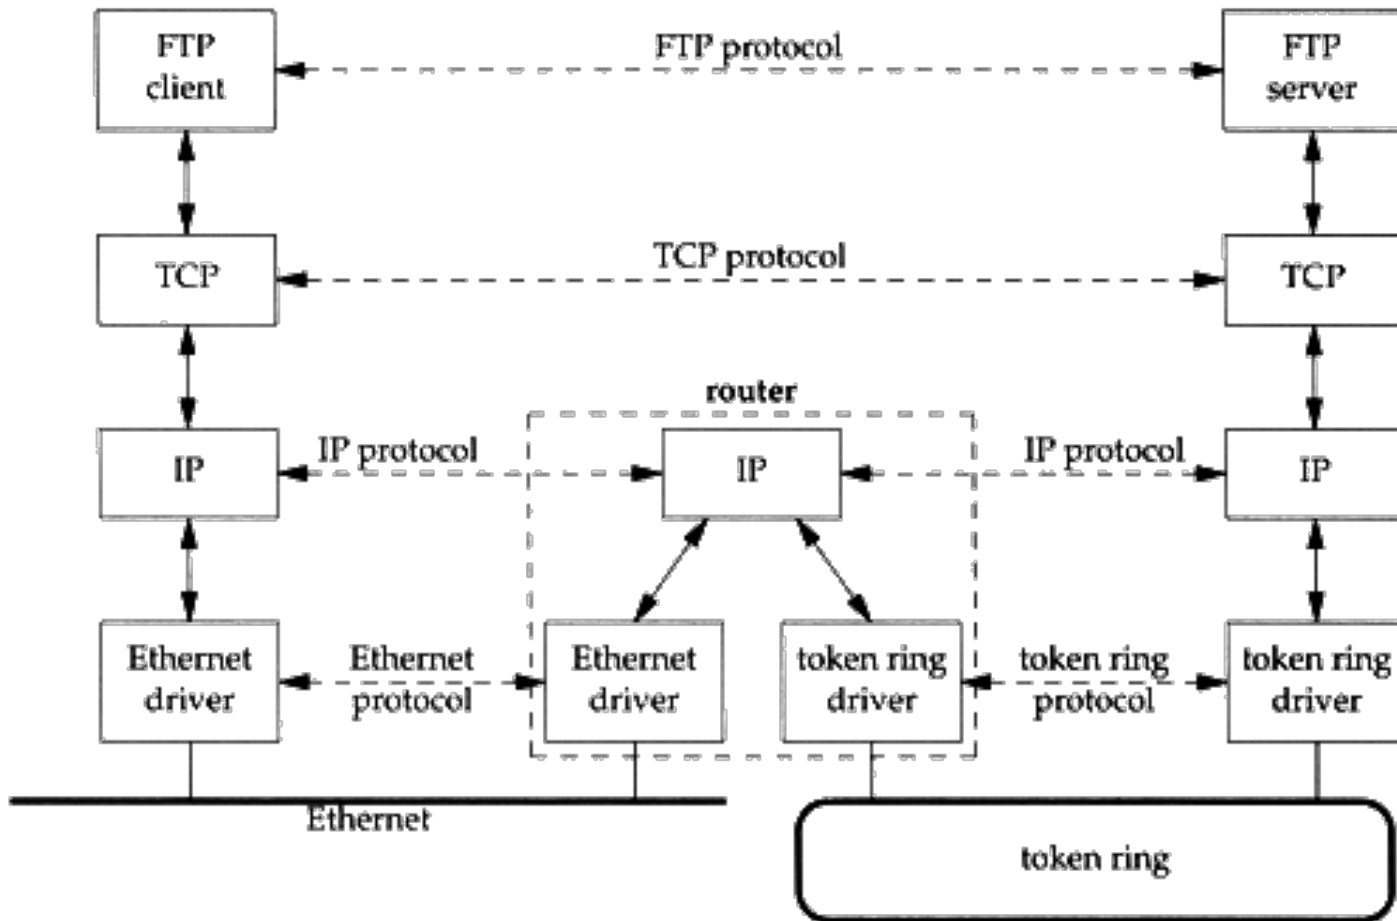 FTP
client
FTP protocol
FTP
server
TCP
TCP protocol
TCP
router
IP
IP protocol
IP
IP protocol
IP
Ethernet
driver
Ethernet
protocol
Ethernet
driver
token ring
driver
token ring
protocol
token ring
driver
Ethernet
token ring